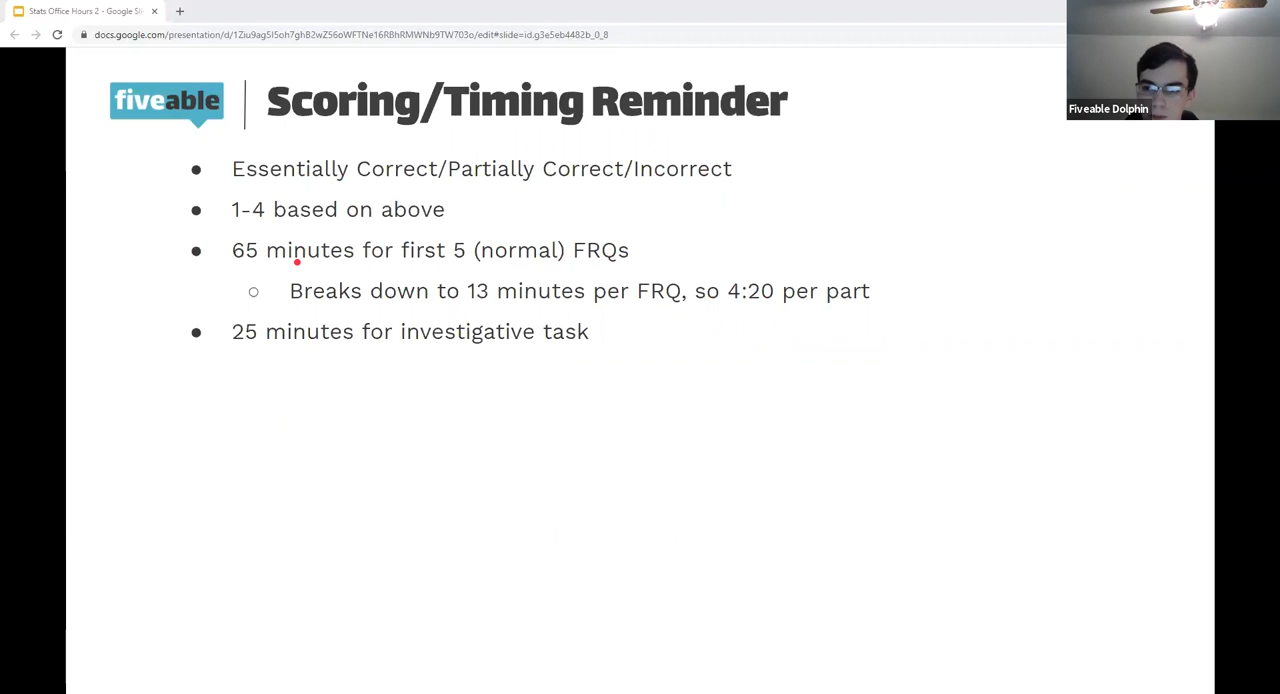 Stats Office Hours 2 - Google Sli
docs.google.com/presentation/d/1Ziu9ag5I5oh7ghB2wZ56oWFTNe16RBhRMWNb9TW703o/edit#slide=id.g3e5eb4482b_0_8
Fiveable Dolphin
fiveable
Scoring/Timing Reminder
Essentially Correct/Partially Correct/Incorrect
1-4 based on above
65 minutes for first 5 (normal) FRQs
Breaks down to 13 minutes per FRQ, so 4:20 per part
25 minutes for investigative task